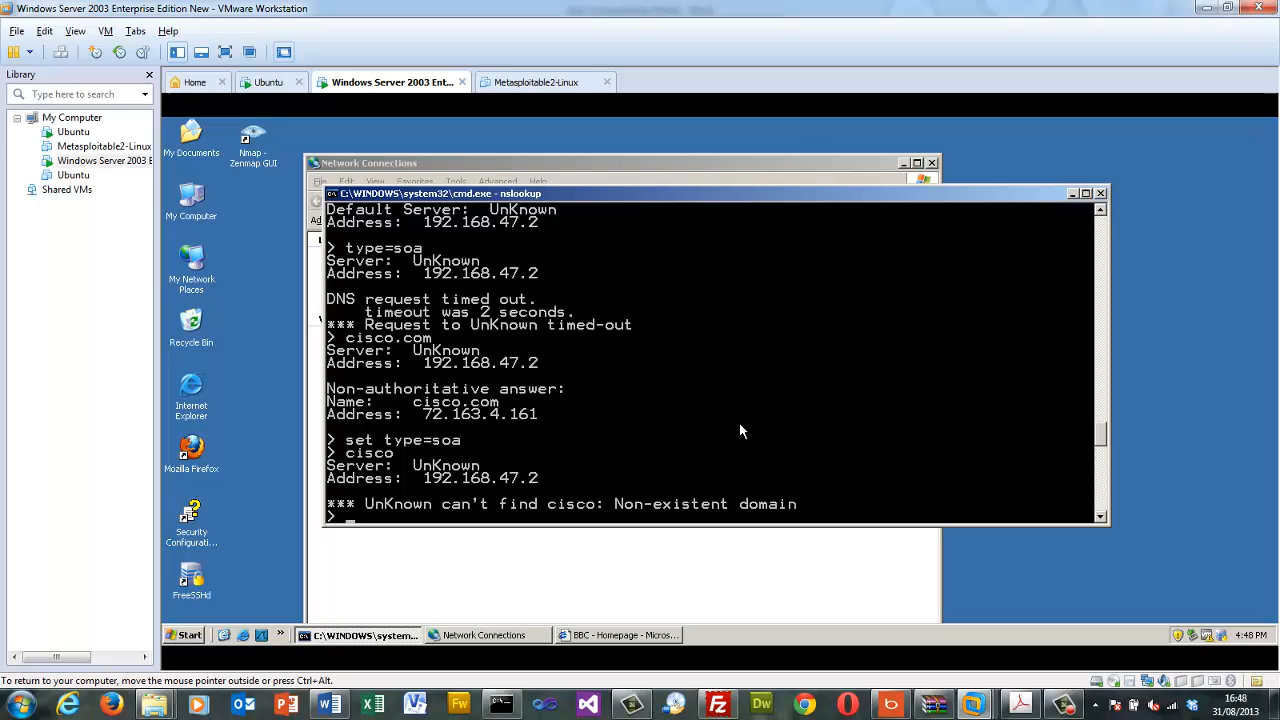 Windows Server 2003 Enterprise Edition New - VMware Workstation
File Edit View VM Tabs Help
Library
Type here to search
My Computer
Ubuntu
Metasploitable2-Linux
Windows Server 2003 E
Ubuntu
Shared VMs
Home Ubuntu Windows Server 2003 Ent... Metasploitable2-Linux
My Documents
Nmap - Zenmap GUI
My Computer
My Network Places
Recycle Bin
Internet Explorer
Mozilla Firefox
Security Configurati...
FreeSSHd
Network Connections
File Edit View Favorites Tools Advanced Help
C:\WINDOWS\system32\cmd.exe - nslookup
Default Server:  UnKnown
Address:  192.168.47.2
> type=soa
Server:  UnKnown
Address:  192.168.47.2
DNS request timed out.
timeout was 2 seconds.
*** Request to UnKnown timed-out
> cisco.com
Server:  UnKnown
Address:  192.168.47.2
Non-authoritative answer:
Name:    cisco.com
Address:  72.163.4.161
> set type=soa
> cisco
Server:  UnKnown
Address:  192.168.47.2
*** UnKnown can't find cisco: Non-existent domain
> _
Start C:\WINDOWS\system... Network Connections BBC - Homepage - Micros... 4:48 PM
To return to your computer, move the mouse pointer outside or press Ctrl+Alt.
16:48
31/08/2013